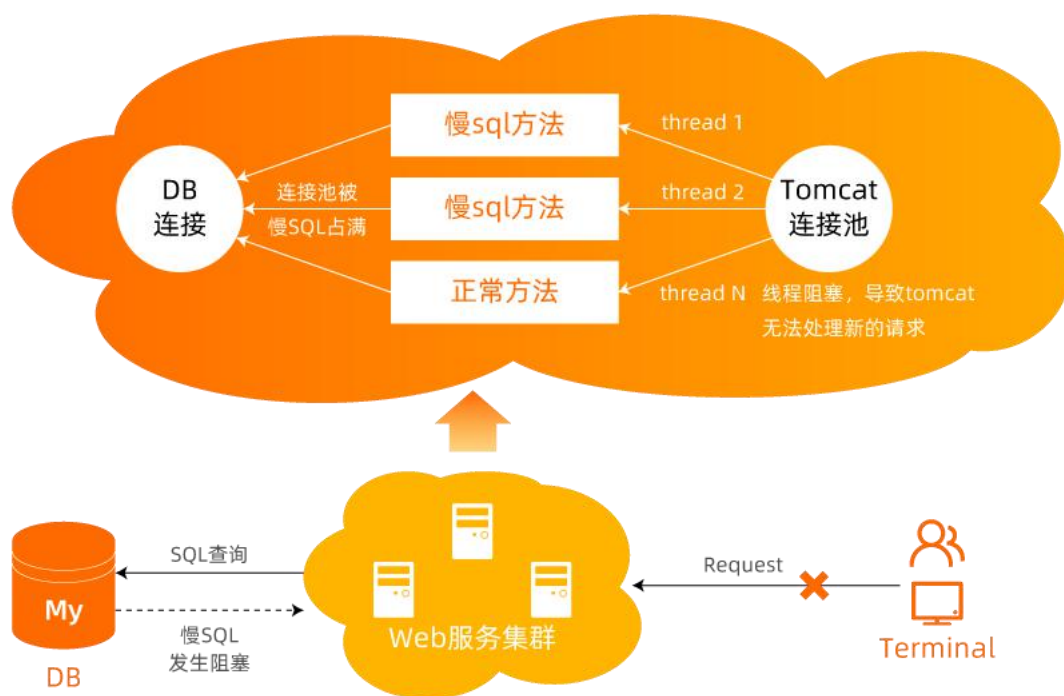 慢sql方法
thread 1
DB
连接
连接池被
慢SQL占满
慢sql方法
thread 2
Tomcat
连接池
正常方法
thread N
线程阻塞，导致tomcat
无法处理新的请求
SQL查询
My
慢SQL
发生阻塞
DB
Web服务集群
Request
Terminal